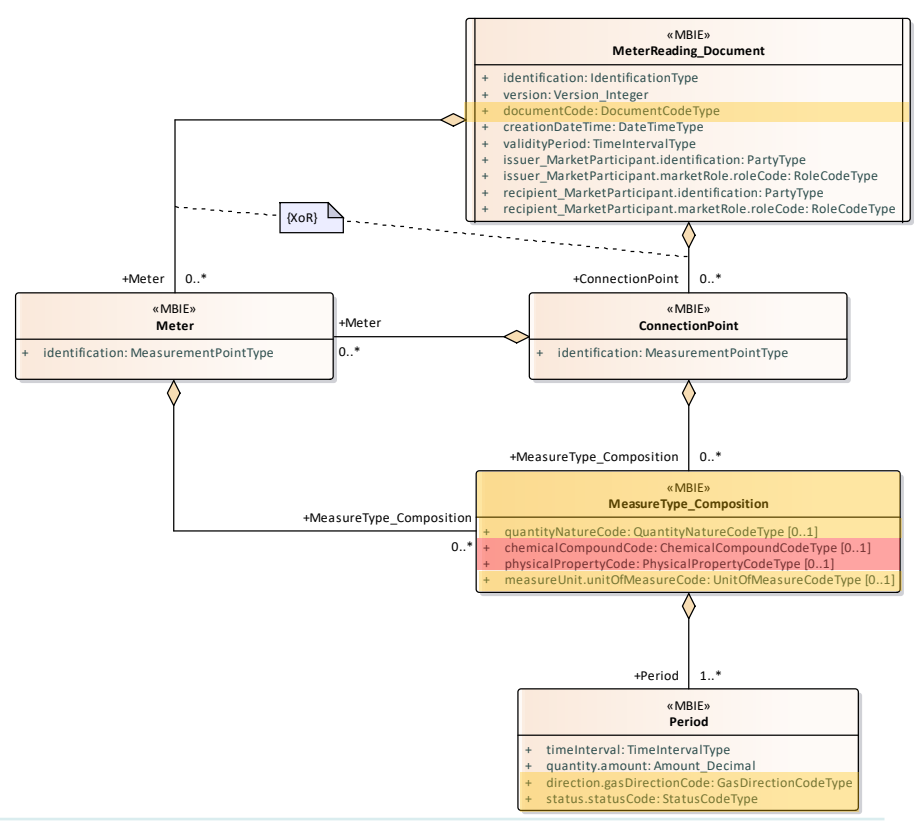 «MBIE»
MeterReading_Document
+ identification: IdentificationType
+ version: Version_Integer
+ documentCode: DocumentCodeType
+ creationDateTime: DateTimeType
+ validityPeriod: TimeIntervalType
+ issuer_MarketParticipant.identification: PartyType
+ issuer_MarketParticipant.marketRole.roleCode: RoleCodeType
+ recipient_MarketParticipant.identification: PartyType
+ recipient_MarketParticipant.marketRole.roleCode: RoleCodeType
{XoR}
+Meter 0..*
+ConnectionPoint 0..*
«MBIE»
Meter
+ identification: MeasurementPointType
+Meter
0..*
«MBIE»
ConnectionPoint
+ identification: MeasurementPointType
+MeasureType_Composition 0..*
+MeasureType_Composition
0..*
«MBIE»
MeasureType_Composition
+ quantityNatureCode: QuantityNatureCodeType [0..1]
+ chemicalCompoundCode: ChemicalCompoundCodeType [0..1]
+ physicalPropertyCode: PhysicalPropertyCodeType [0..1]
+ measureUnit.unitOfMeasureCode: UnitOfMeasureCodeType [0..1]
+Period 1..*
«MBIE»
Period
+ timeInterval: TimeIntervalType
+ quantity.amount: Amount_Decimal
+ direction.gasDirectionCode: GasDirectionCodeType
+ status.statusCode: StatusCodeType